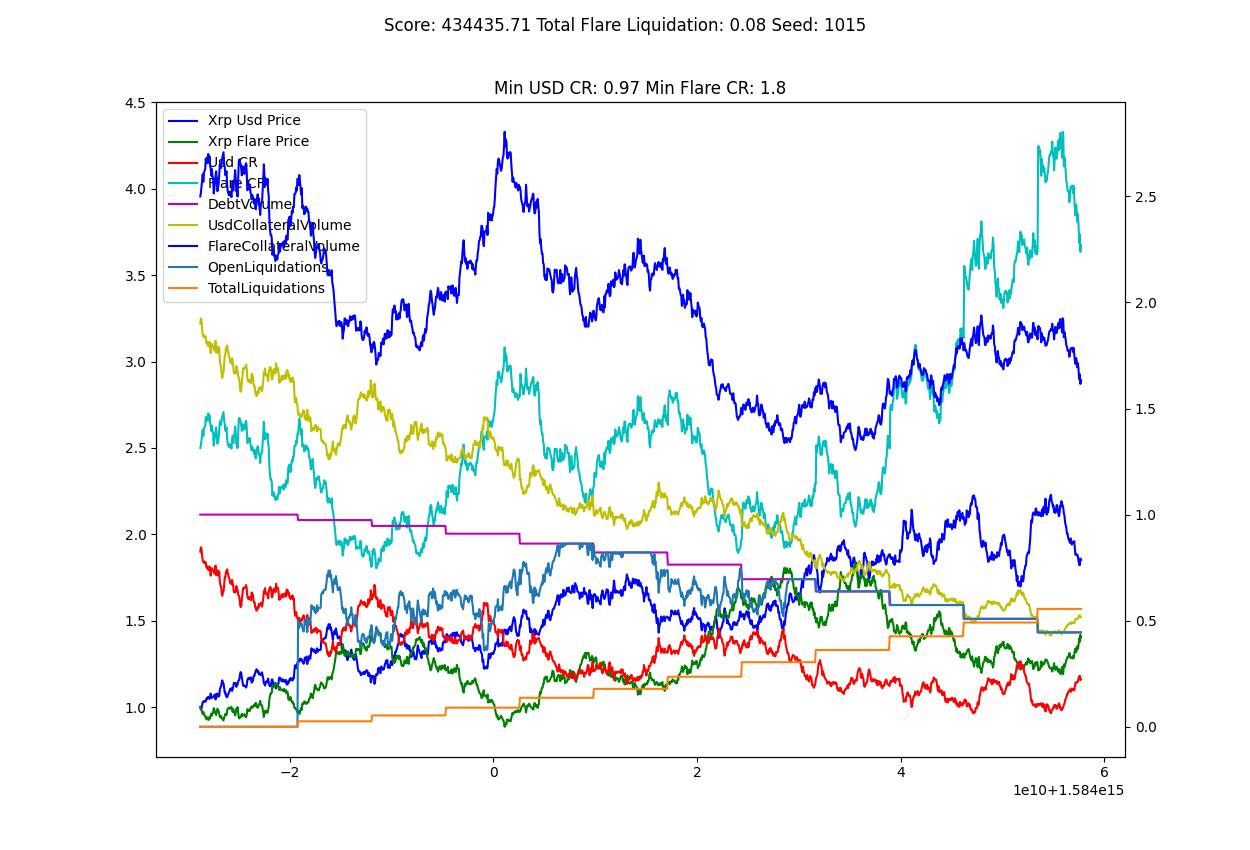 Score: 434435.71 Total Flare Liquidation: 0.08 Seed: 1015
Min USD CR: 0.97 Min Flare CR: 1.8
4.5
4.0
3.5
3.0
2.5
2.0
1.5
1.0
Xrp Usd Price
Xrp Flare Price
Usd CR
Flare CR
DebtVolume
UsdCollateralVolume
FlareCollateralVolume
OpenLiquidations
TotalLiquidations
2.5
2.0
1.5
1.0
0.5
0.0
−2 0 2 4 6
1e10+1.584e15